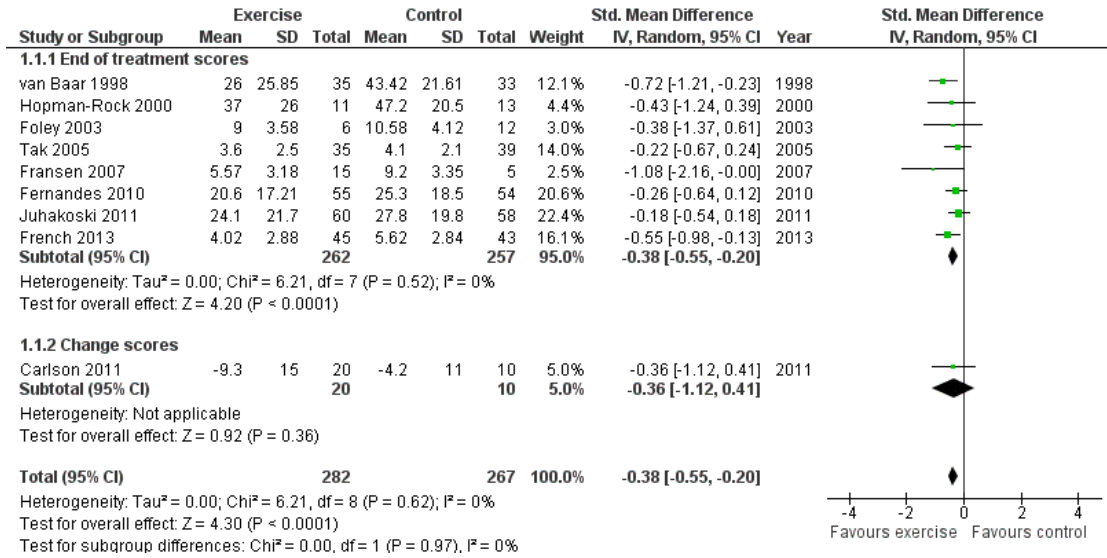 Exercise Control Std. Mean Difference Std. Mean Difference
Study or Subgroup Mean SD Total Mean SD Total Weight IV, Random, 95% CI Year IV, Random, 95% CI
1.1.1 End of treatment scores
van Baar 1998 26 25.85 35 43.42 21.61 33 12.1% -0.72 [-1.21, -0.23] 1998
Hopman-Rock 2000 37 26 11 47.2 20.5 13 4.4% -0.43 [-1.24, 0.39] 2000
Foley 2003 9 3.58 6 10.58 4.12 12 3.0% -0.38 [-1.37, 0.61] 2003
Tak 2005 3.6 2.5 35 4.1 2.1 39 14.0% -0.22 [-0.67, 0.24] 2005
Fransen 2007 5.57 3.18 15 9.2 3.35 5 2.5% -1.08 [-2.16, -0.00] 2007
Fernandes 2010 20.6 17.21 55 25.3 18.5 54 20.6% -0.26 [-0.64, 0.12] 2010
Juhakoski 2011 24.1 21.7 60 27.8 19.8 58 22.4% -0.18 [-0.54, 0.18] 2011
French 2013 4.02 2.88 45 5.62 2.84 43 16.1% -0.55 [-0.98, -0.13] 2013
Subtotal (95% CI) 262 257 95.0% -0.38 [-0.55, -0.20]
Heterogeneity: Tau² = 0.00; Chi² = 6.21, df = 7 (P = 0.52); I² = 0%
Test for overall effect: Z = 4.20 (P < 0.0001)
1.1.2 Change scores
Carlson 2011 -9.3 15 20 -4.2 11 10 5.0% -0.36 [-1.12, 0.41] 2011
Subtotal (95% CI) 20 10 5.0% -0.36 [-1.12, 0.41]
Heterogeneity: Not applicable
Test for overall effect: Z = 0.92 (P = 0.36)
Total (95% CI) 282 267 100.0% -0.38 [-0.55, -0.20]
Heterogeneity: Tau² = 0.00; Chi² = 6.21, df = 8 (P = 0.62); I² = 0%
Test for overall effect: Z = 4.30 (P < 0.0001)
Test for subgroup differences: Chi² = 0.00, df = 1 (P = 0.97), I² = 0%
-4 -2 0 2 4
Favours exercise Favours control